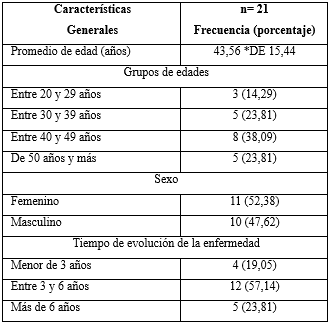 Características n= 21
Generales Frecuencia (porcentaje)
Promedio de edad (años) 43,56 *DE 15,44
Grupos de edades
Entre 20 y 29 años 3 (14,29)
Entre 30 y 39 años 5 (23,81)
Entre 40 y 49 años 8 (38,09)
De 50 años y más 5 (23,81)
Sexo
Femenino 11 (52,38)
Masculino 10 (47,62)
Tiempo de evolución de la enfermedad
Menor de 3 años 4 (19,05)
Entre 3 y 6 años 12 (57,14)
Más de 6 años 5 (23,81)